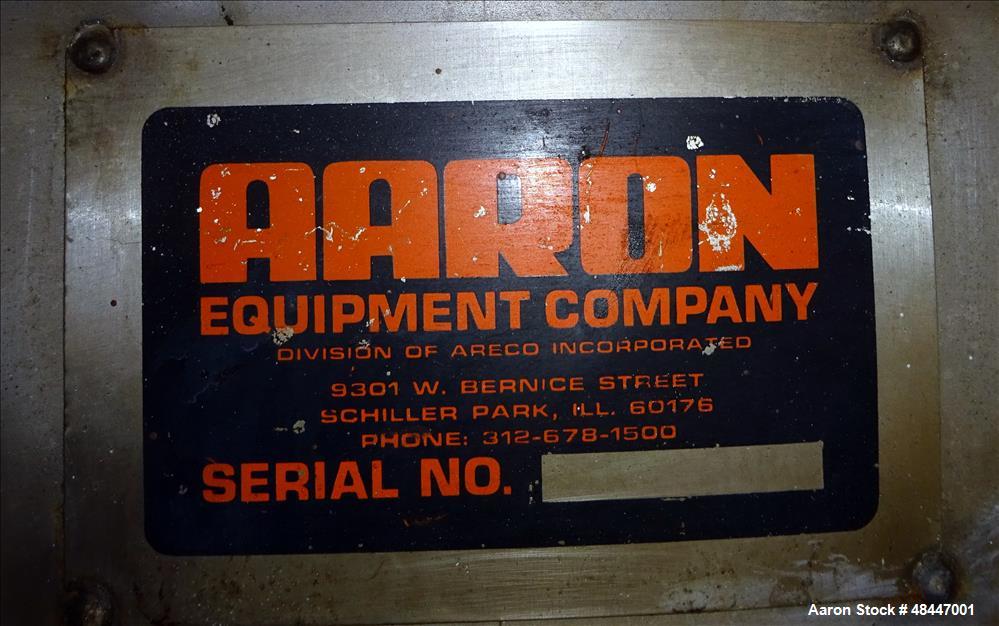 AARON
EQUIPMENT COMPANY
DIVISION OF ARECO INCORPORATED
9301 W. BERNICE STREET
SCHILLER PARK, ILL. 60176
PHONE: 312-678-1500
SERIAL NO.
Aaron Stock # 48447001